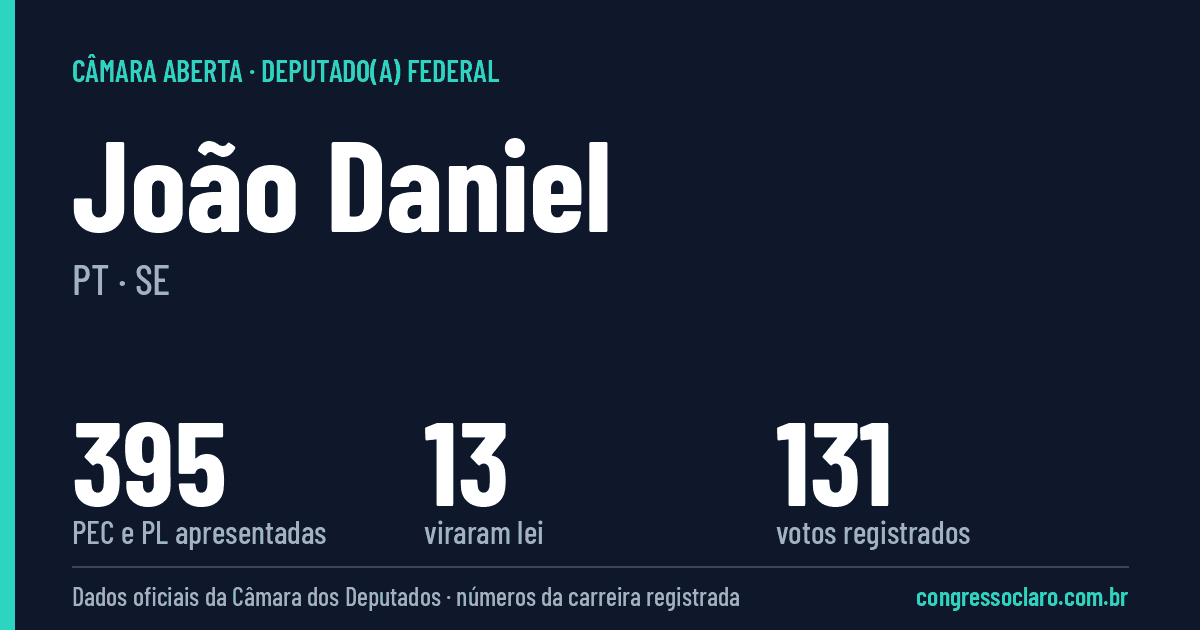 CÂMARA ABERTA · DEPUTADO(A) FEDERAL
João Daniel
PT · SE
395
PEC e PL apresentadas
13
viraram lei
131
votos registrados
Dados oficiais da Câmara dos Deputados · números da carreira registrada
congressoclaro.com.br